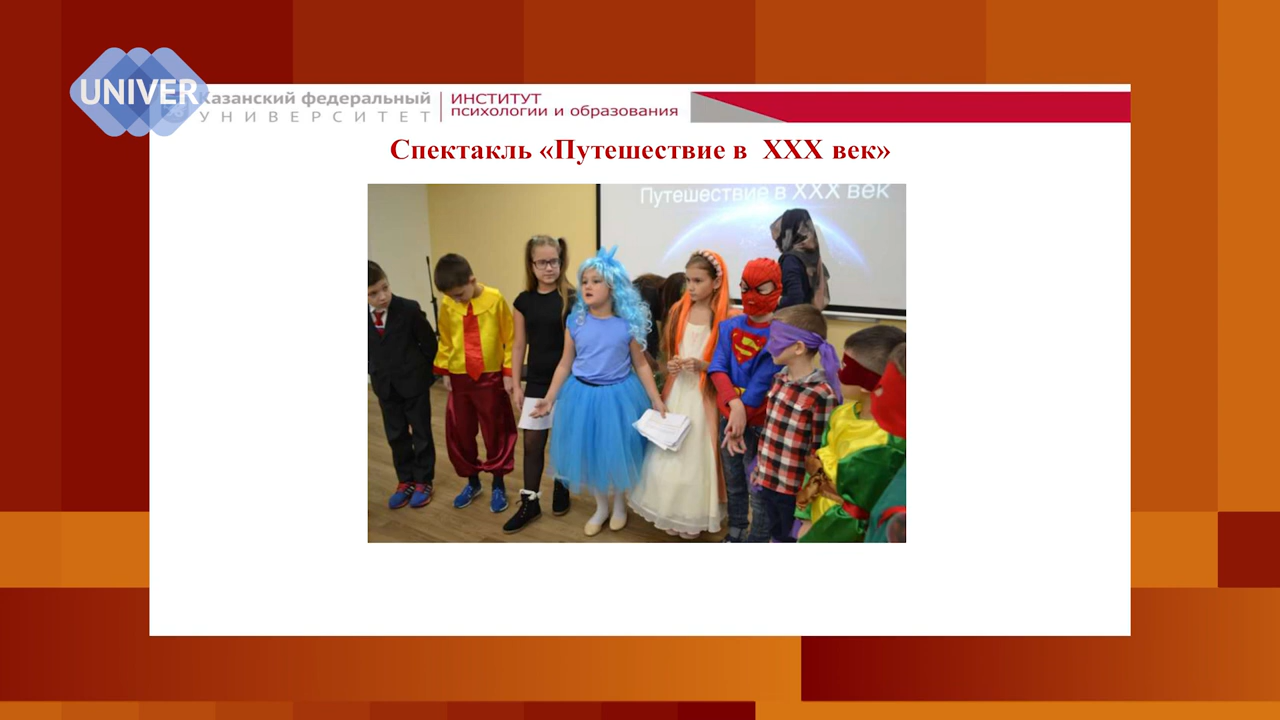 UNIVER
Казанский федеральный
УНИВЕРСИТЕТ
ИНСТИТУТ
психологии и образования
Спектакль «Путешествие в XXX век»
Путешествие в XXX век